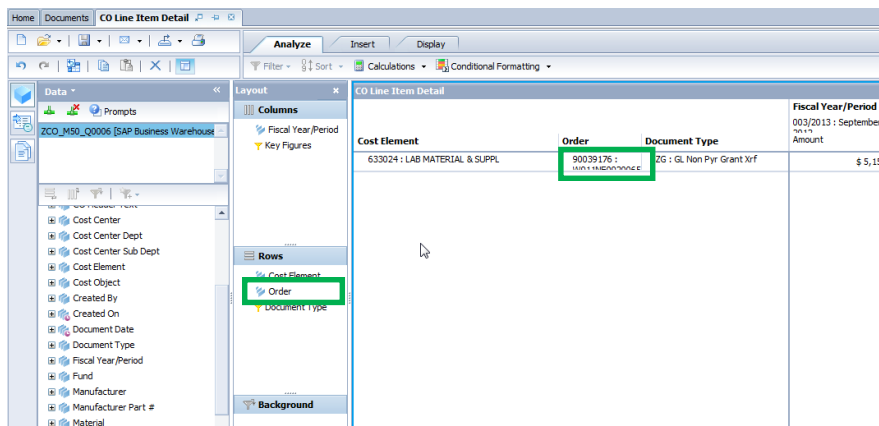 Home Documents CO Line Item Detail
Analyze Insert Display
Filter Sort Calculations Conditional Formatting
Data
Prompts
ZCO_M50_Q0006 [SAP Business Warehouse
Cost Center
Cost Center Dept
Cost Center Sub Dept
Cost Element
Cost Object
Created By
Created On
Document Date
Document Type
Fiscal Year/Period
Fund
Manufacturer
Manufacturer Part #
Material
Layout
Columns
Fiscal Year/Period
Key Figures
Rows
Cost Element
Order
Document Type
Background
CO Line Item Detail
Fiscal Year/Period
003/2013 : September
2012
Cost Element Order Document Type Amount
633024 : LAB MATERIAL & SUPPL 90039176 : ZG : GL Non Pyr Grant Xrf $ 5,15